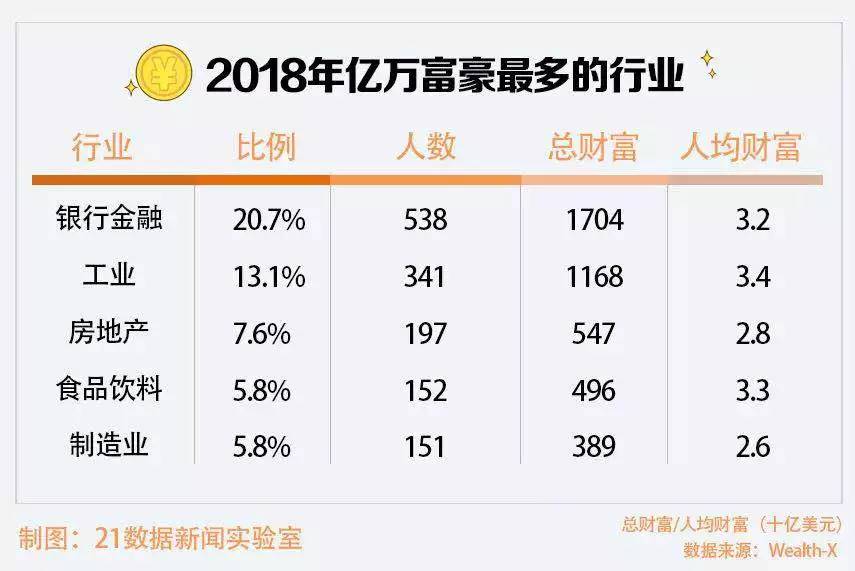 2018年亿万富豪最多的行业
行业 比例 人数 总财富 人均财富
银行金融 20.7% 538 1704 3.2
工业 13.1% 341 1168 3.4
房地产 7.6% 197 547 2.8
食品饮料 5.8% 152 496 3.3
制造业 5.8% 151 389 2.6
制图：21数据新闻实验室
总财富/人均财富（十亿美元）
数据来源：Wealth-X